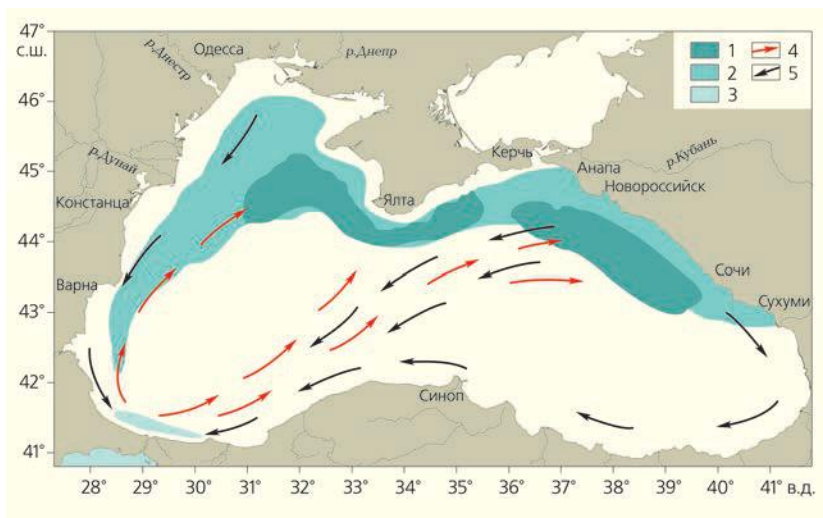 47°
с.ш.
46°
45°
44°
43°
42°
41°
28° 29° 30° 31° 32° 33° 34° 35° 36° 37° 38° 39° 40° 41° в.д.
Одесса
р.Днестр
р.Днепр
р.Дунай
Керчь
Анапа
р.Кубань
Новороссийск
Констанца
Ялта
Варна
Сочи
Сухуми
Синоп
1 4
2 5
3